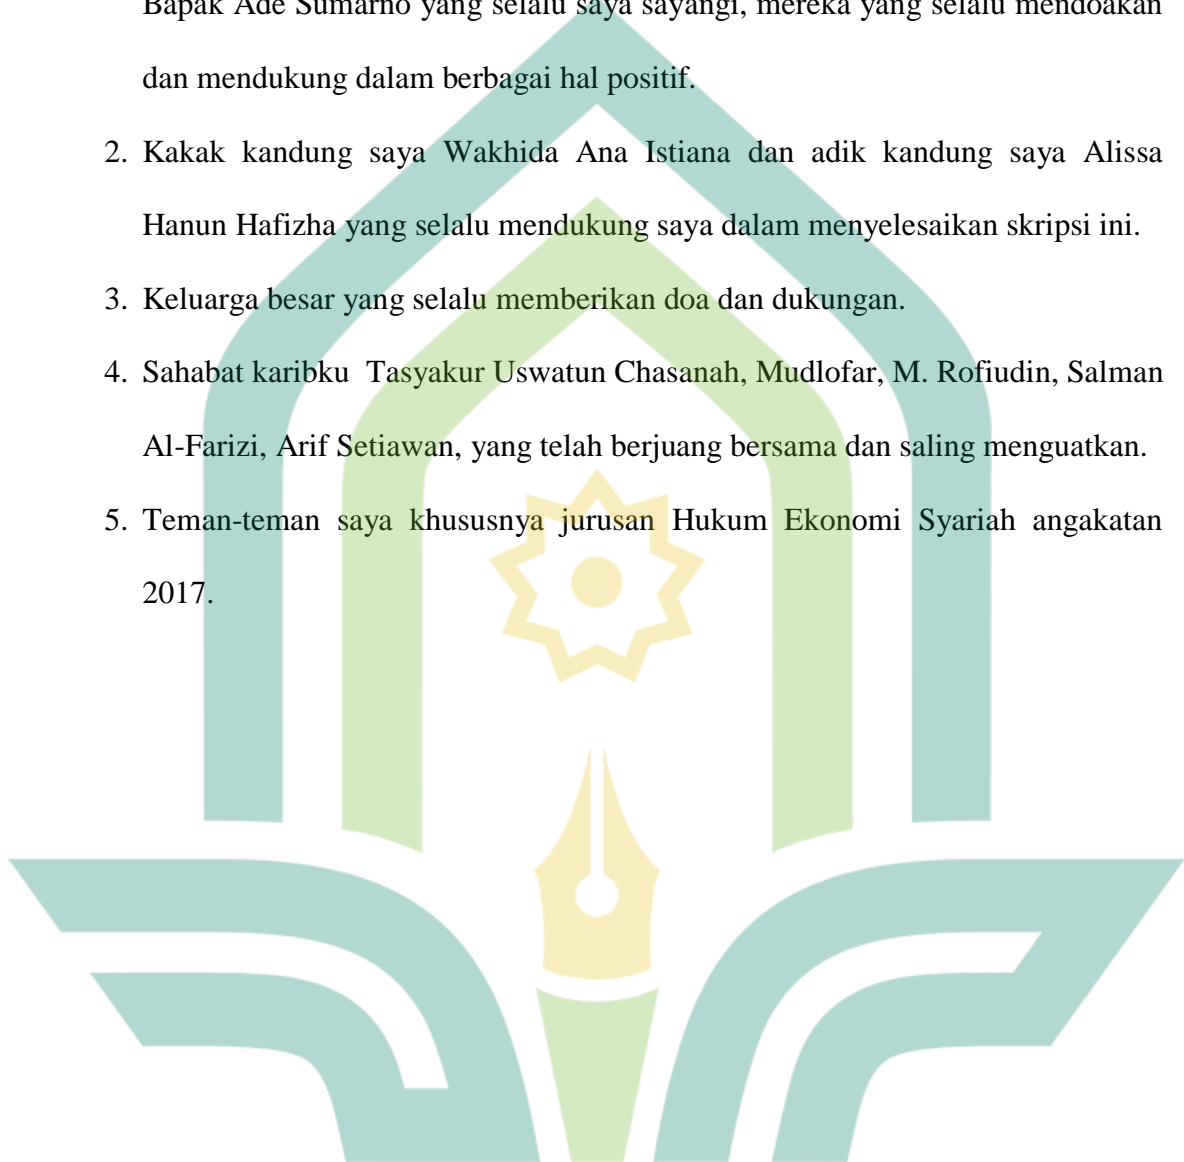 Bapak Ade Sumarno yang selalu saya sayangi, mereka yang selalu mendoakan
dan mendukung dalam berbagai hal positif.
2. Kakak kandung saya Wakhida Ana Istiana dan adik kandung saya Alissa
Hanun Hafizha yang selalu mendukung saya dalam menyelesaikan skripsi ini.
3. Keluarga besar yang selalu memberikan doa dan dukungan.
4. Sahabat karibku Tasyakur Uswatun Chasanah, Mudlofar, M. Rofiudin, Salman
Al-Farizi, Arif Setiawan, yang telah berjuang bersama dan saling menguatkan.
5. Teman-teman saya khususnya jurusan Hukum Ekonomi Syariah angakatan
2017.